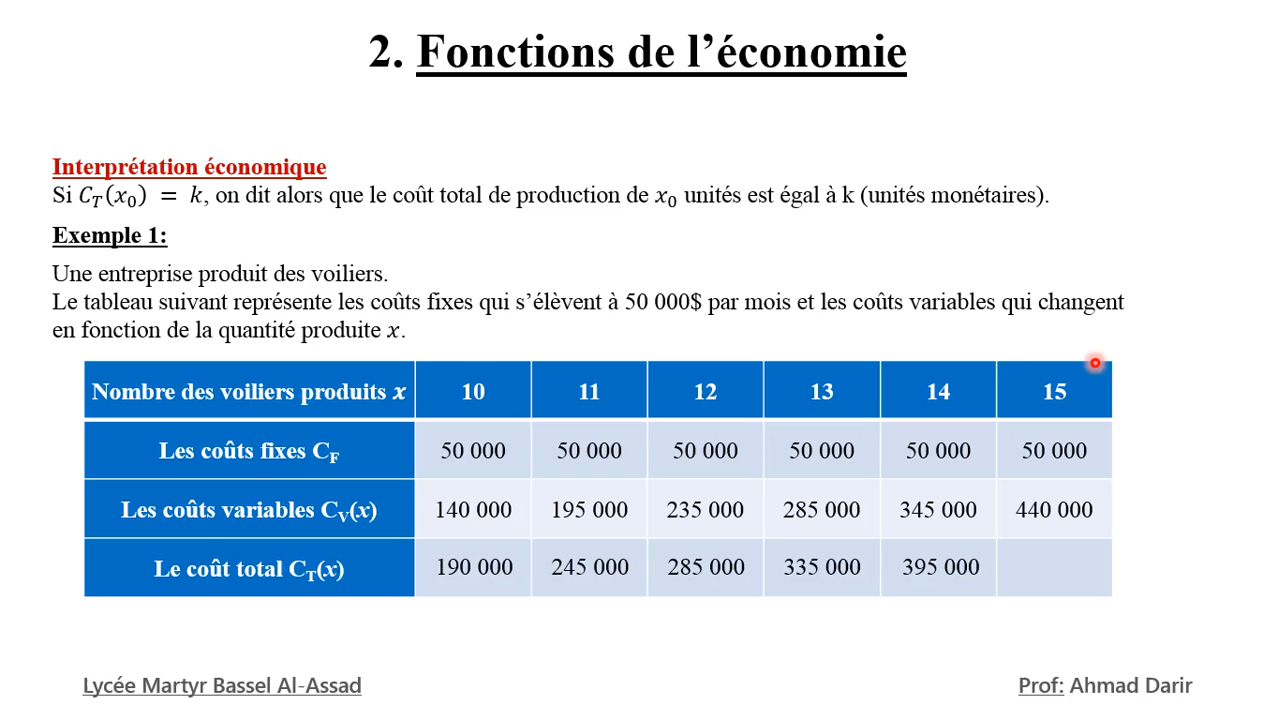 2. Fonctions de l’économie
Interprétation économique
Si C_T(x_0) = k, on dit alors que le coût total de production de x_0 unités est égal à k (unités monétaires).
Exemple 1:
Une entreprise produit des voiliers.
Le tableau suivant représente les coûts fixes qui s’élèvent à 50 000$ par mois et les coûts variables qui changent
en fonction de la quantité produite x.
Nombre des voiliers produits x 10 11 12 13 14 15
Les coûts fixes C_F 50 000 50 000 50 000 50 000 50 000 50 000
Les coûts variables C_V(x) 140 000 195 000 235 000 285 000 345 000 440 000
Le coût total C_T(x) 190 000 245 000 285 000 335 000 395 000
Lycée Martyr Bassel Al-Assad Prof: Ahmad Darir